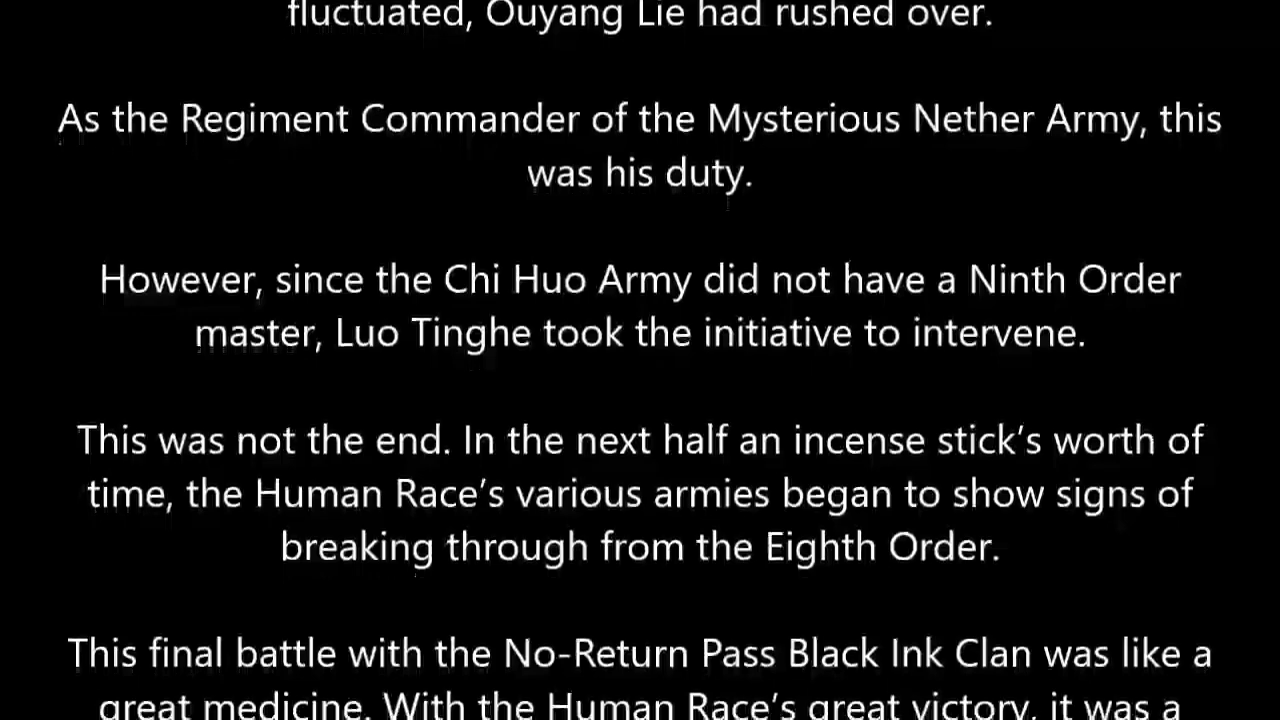 fluctuated, Ouyang Lie had rushed over.
As the Regiment Commander of the Mysterious Nether Army, this
was his duty.
However, since the Chi Huo Army did not have a Ninth Order
master, Luo Tinghe took the initiative to intervene.
This was not the end. In the next half an incense stick’s worth of
time, the Human Race’s various armies began to show signs of
breaking through from the Eighth Order.
This final battle with the No-Return Pass Black Ink Clan was like a
great medicine. With the Human Race’s great victory, it was a